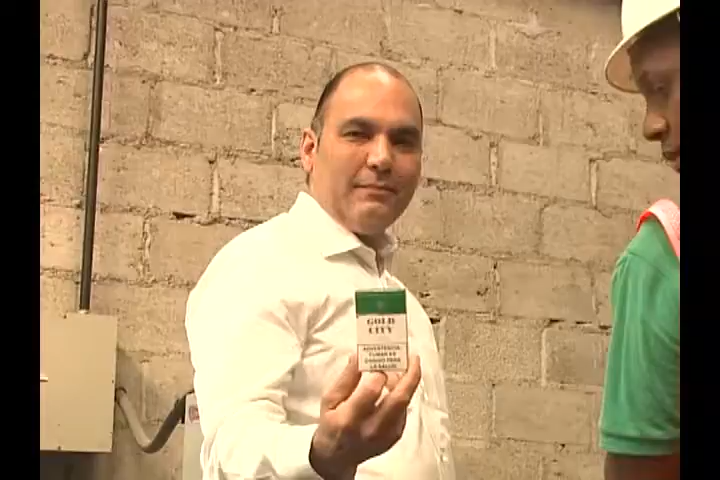 GOLD
CITY
ADVERTENCIA:
FUMAR ES
DAÑINO PARA
LA SALUD